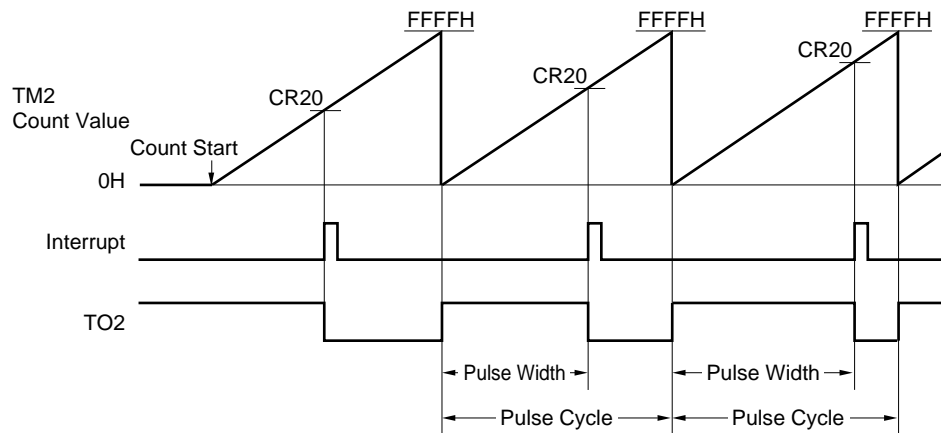 FFFFH FFFFH FFFFH
CR20
CR20
CR20
TM2
Count Value
Count Start
0H
Interrupt
TO2
Pulse Width Pulse Width
Pulse Cycle Pulse Cycle